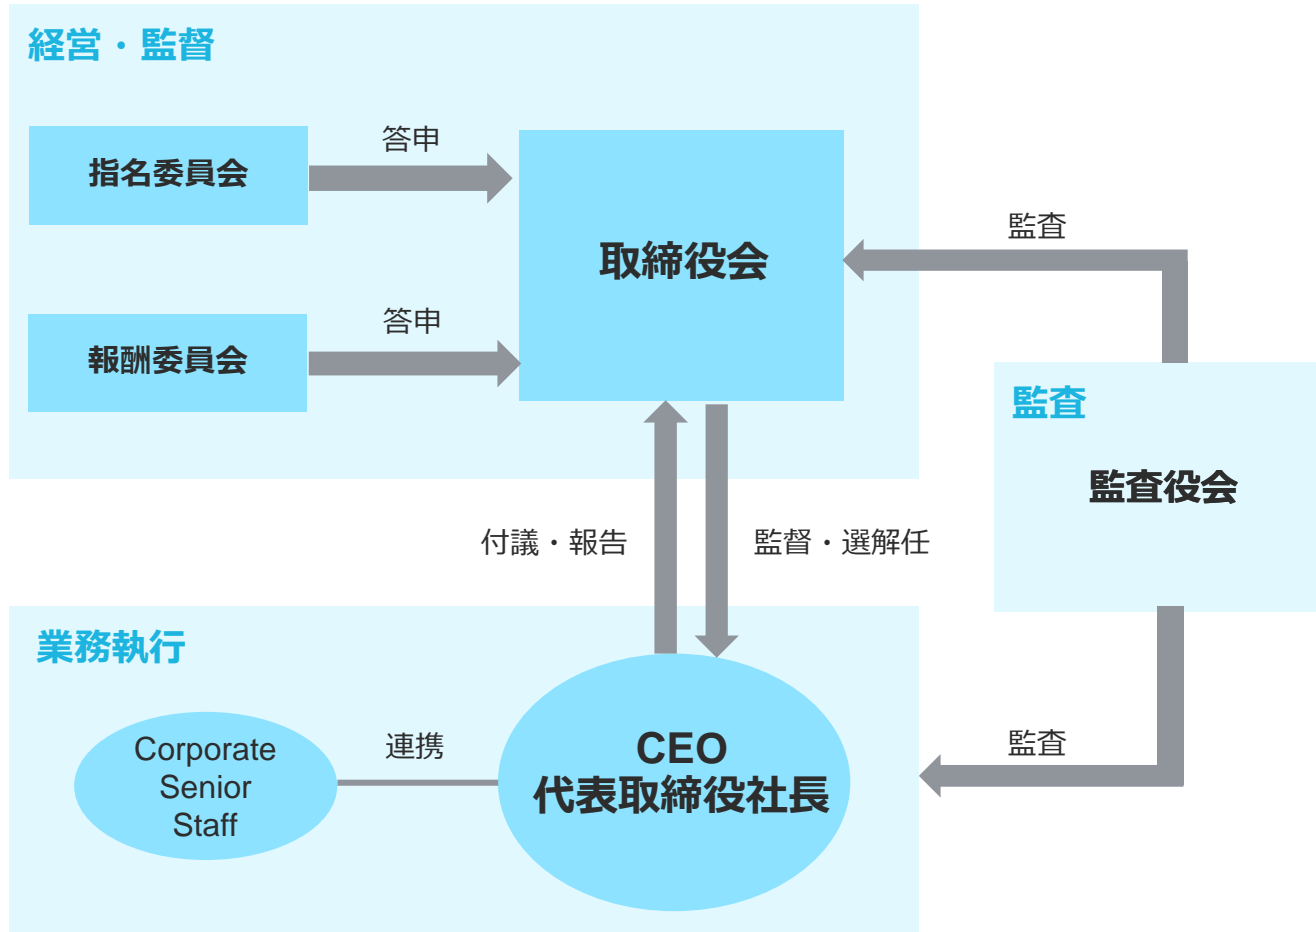 経営・監督
指名委員会
答申
取締役会
報酬委員会
答申
監査
監査
監査役会
付議・報告
監督・選解任
業務執行
Corporate
Senior
Staff
連携
CEO
代表取締役社長
監査